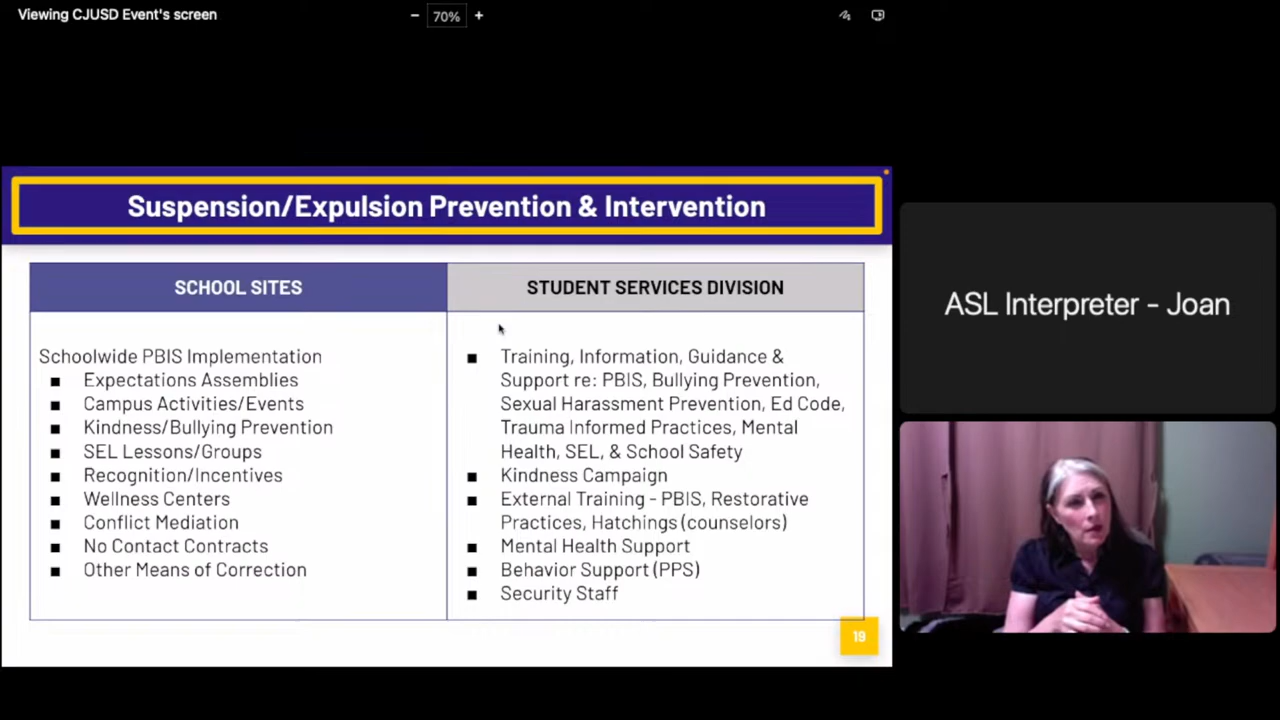 Viewing CJUSD Event's screen
− 70% +
Suspension/Expulsion Prevention & Intervention
SCHOOL SITES
Schoolwide PBIS Implementation
■ Expectations Assemblies
■ Campus Activities/Events
■ Kindness/Bullying Prevention
■ SEL Lessons/Groups
■ Recognition/Incentives
■ Wellness Centers
■ Conflict Mediation
■ No Contact Contracts
■ Other Means of Correction
STUDENT SERVICES DIVISION
■ Training, Information, Guidance &
Support re: PBIS, Bullying Prevention,
Sexual Harassment Prevention, Ed Code,
Trauma Informed Practices, Mental
Health, SEL, & School Safety
■ Kindness Campaign
■ External Training - PBIS, Restorative
Practices, Hatchings (counselors)
■ Mental Health Support
■ Behavior Support (PPS)
■ Security Staff
19
ASL Interpreter - Joan